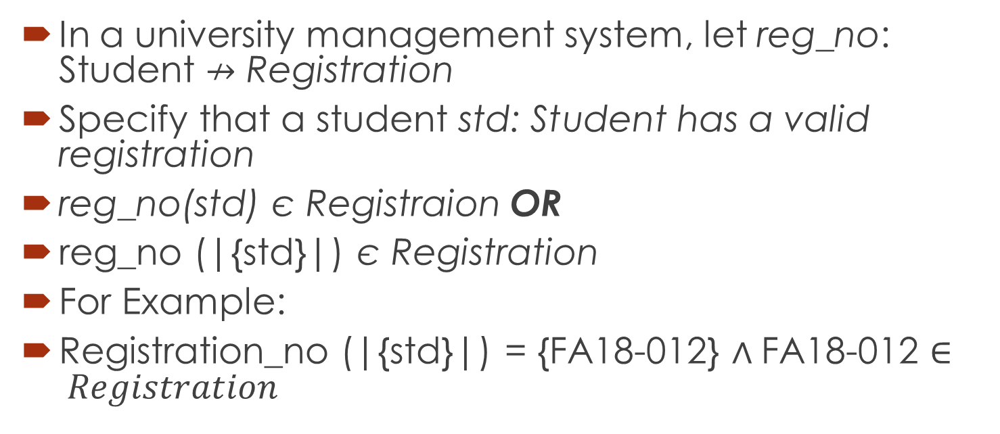 In a university management system, let reg_no:
Student ⇸ Registration
Specify that a student std: Student has a valid
registration
reg_no(std) є Registraion OR
reg_no (|{std}|) є Registration
For Example:
Registration_no (|{std}|) = {FA18-012} ∧ FA18-012 ∈
Registration